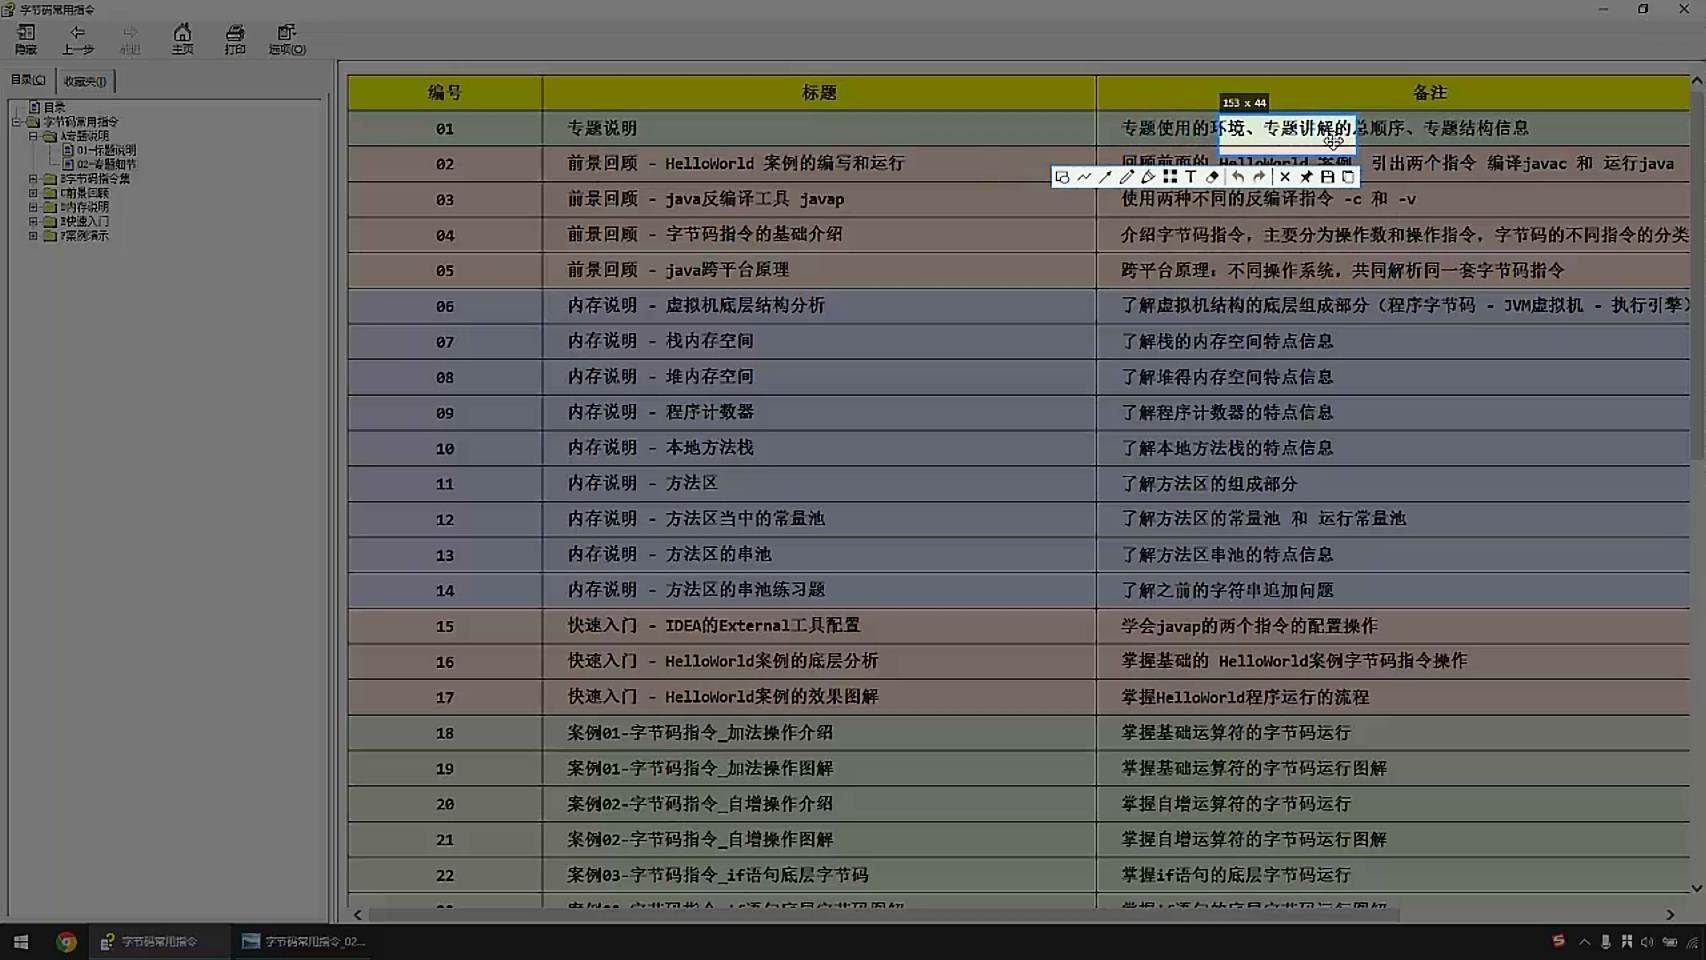 字节码常用指令
隐藏 上一步 前进 主页 打印 选项(O)
目录(C) 收藏夹(I)
目录
字节码常用指令
A专题说明
01-标题说明
02-专题细节
B字节码指令集
C前景回顾
D内存说明
E快速入门
F案例演示
编号 标题 备注
153 x 44
01 专题说明 专题使用的环境、专题讲解的总顺序、专题结构信息
02 前景回顾 - HelloWorld 案例的编写和运行 回顾前面的 HelloWorld 案例, 引出两个指令 编译javac 和 运行java
03 前景回顾 - java反编译工具 javap 使用两种不同的反编译指令 -c 和 -v
04 前景回顾 - 字节码指令的基础介绍 介绍字节码指令，主要分为操作数和操作指令，字节码的不同指令的分类
05 前景回顾 - java跨平台原理 跨平台原理：不同操作系统，共同解析同一套字节码指令
06 内存说明 - 虚拟机底层结构分析 了解虚拟机结构的底层组成部分（程序字节码 - JVM虚拟机 - 执行引擎）
07 内存说明 - 栈内存空间 了解栈的内存空间特点信息
08 内存说明 - 堆内存空间 了解堆得内存空间特点信息
09 内存说明 - 程序计数器 了解程序计数器的特点信息
10 内存说明 - 本地方法栈 了解本地方法栈的特点信息
11 内存说明 - 方法区 了解方法区的组成部分
12 内存说明 - 方法区当中的常量池 了解方法区的常量池 和 运行常量池
13 内存说明 - 方法区的串池 了解方法区串池的特点信息
14 内存说明 - 方法区的串池练习题 了解之前的字符串追加问题
15 快速入门 - IDEA的External工具配置 学会javap的两个指令的配置操作
16 快速入门 - HelloWorld案例的底层分析 掌握基础的 HelloWorld案例字节码指令操作
17 快速入门 - HelloWorld案例的效果图解 掌握HelloWorld程序运行的流程
18 案例01-字节码指令_加法操作介绍 掌握基础运算符的字节码运行
19 案例01-字节码指令_加法操作图解 掌握基础运算符的字节码运行图解
20 案例02-字节码指令_自增操作介绍 掌握自增运算符的字节码运行
21 案例02-字节码指令_自增操作图解 掌握自增运算符的字节码运行图解
22 案例03-字节码指令_if语句底层字节码 掌握if语句的底层字节码运行
字节码常用指令 字节码常用指令_02...